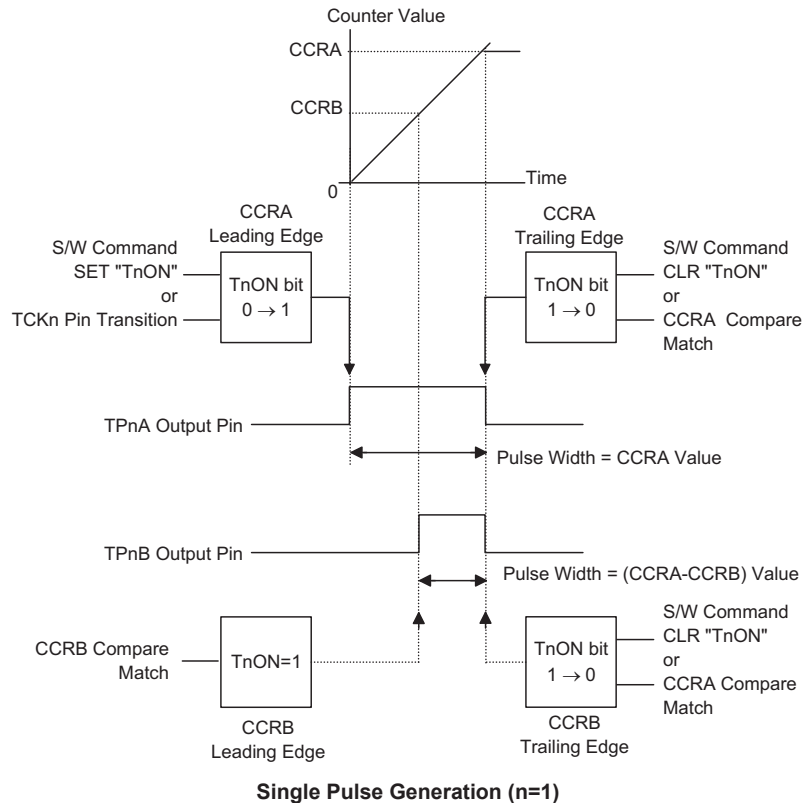 Counter Value
CCRA
CCRB
0
Time
CCRA
Leading Edge
S/W Command
SET "TnON"
or
TCKn Pin Transition
TnON bit
0 → 1
CCRA
Trailing Edge
TnON bit
1 → 0
S/W Command
CLR "TnON"
or
CCRA Compare
Match
TPnA Output Pin
Pulse Width = CCRA Value
TPnB Output Pin
Pulse Width = (CCRA-CCRB) Value
CCRB Compare
Match
TnON=1
CCRB
Leading Edge
TnON bit
1 → 0
CCRB
Trailing Edge
S/W Command
CLR "TnON"
or
CCRA Compare
Match
Single Pulse Generation (n=1)